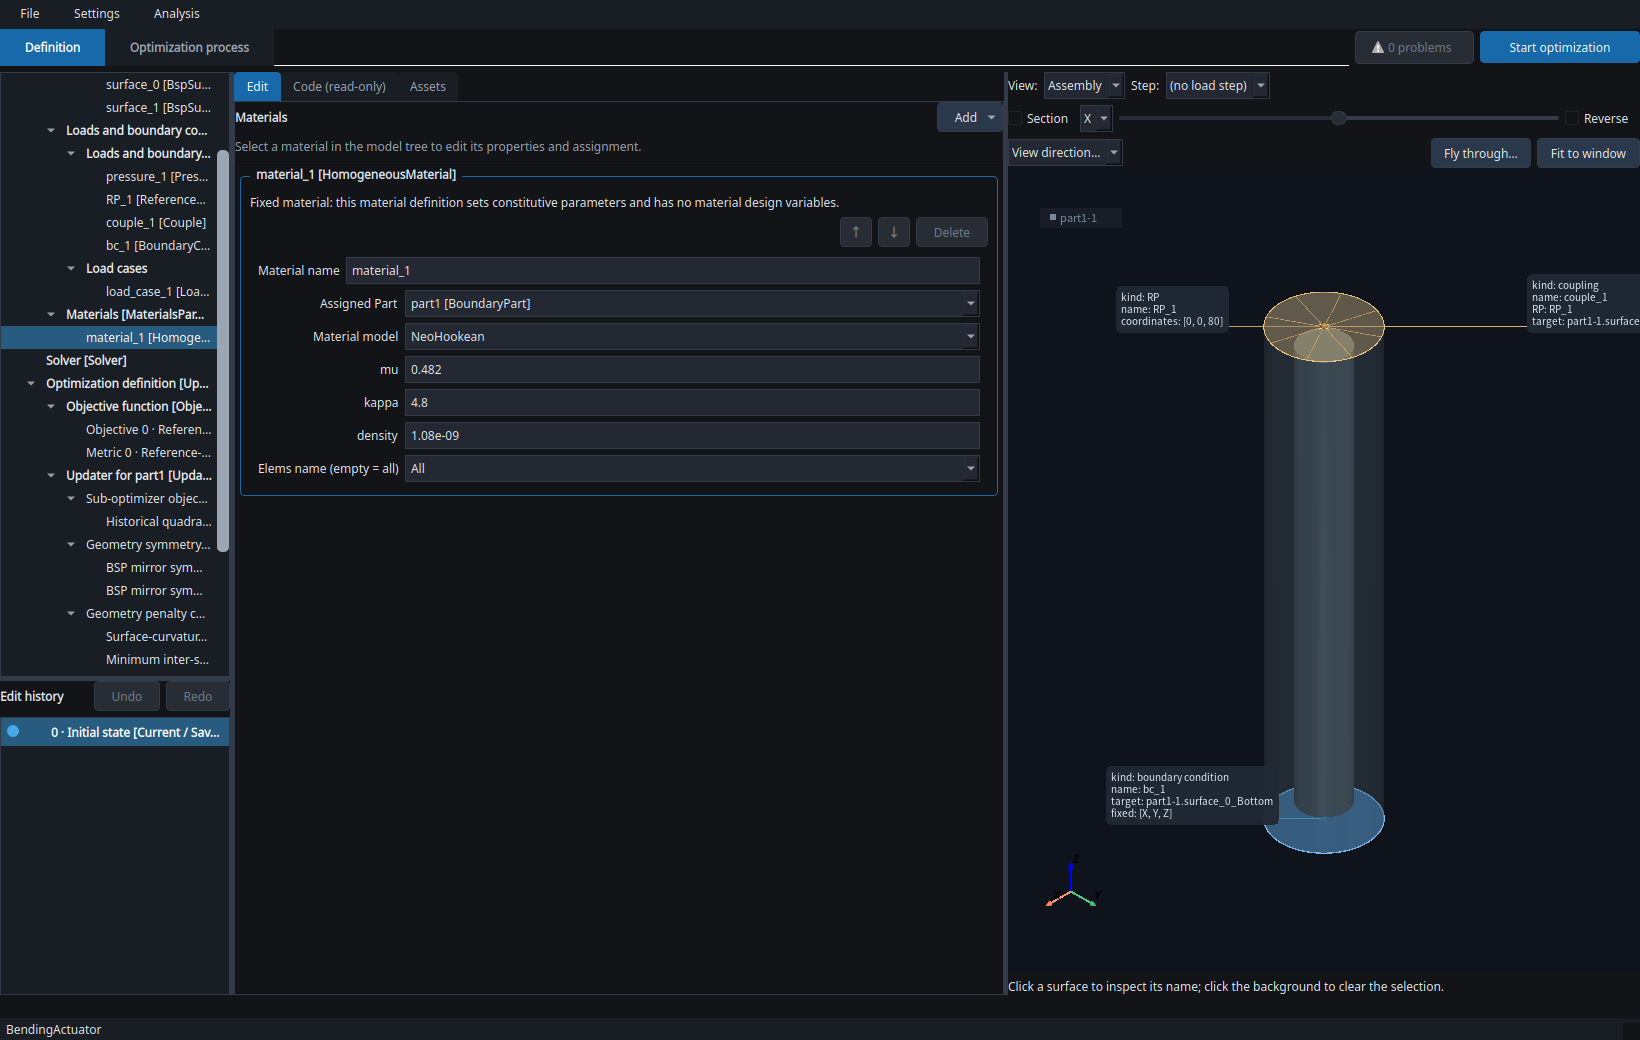 File Settings Analysis
Definition Optimization process 0 problems Start optimization
surface_0 [BspSu...
surface_1 [BspSu...
Loads and boundary co...
Loads and boundary...
pressure_1 [Pres...
RP_1 [Reference...
couple_1 [Couple]
bc_1 [BoundaryC...
Load cases
load_case_1 [Loa...
Materials [MaterialsPar...
material_1 [Homoge...
Solver [Solver]
Optimization definition [Up...
Objective function [Obje...
Objective 0 · Referen...
Metric 0 · Reference-...
Updater for part1 [Upda...
Sub-optimizer objec...
Historical quadra...
Geometry symmetry...
BSP mirror sym...
BSP mirror sym...
Geometry penalty c...
Surface-curvatur...
Minimum inter-s...
Edit history Undo Redo
0 · Initial state [Current / Sav...
Edit Code (read-only) Assets
Materials Add
Select a material in the model tree to edit its properties and assignment.
material_1 [HomogeneousMaterial]
Fixed material: this material definition sets constitutive parameters and has no material design variables.
↑ ↓ Delete
Material name material_1
Assigned Part part1 [BoundaryPart]
Material model NeoHookean
mu 0.482
kappa 4.8
density 1.08e-09
Elems name (empty = all) All
View: Assembly Step: (no load step)
Section X Reverse
View direction... Fly through... Fit to window
part1-1
kind: RP
name: RP_1
coordinates: [0, 0, 80]
kind: coupling
name: couple_1
RP: RP_1
target: part1-1.surface
kind: boundary condition
name: bc_1
target: part1-1.surface_0_Bottom
fixed: [X, Y, Z]
Z
Y
Click a surface to inspect its name; click the background to clear the selection.
BendingActuator